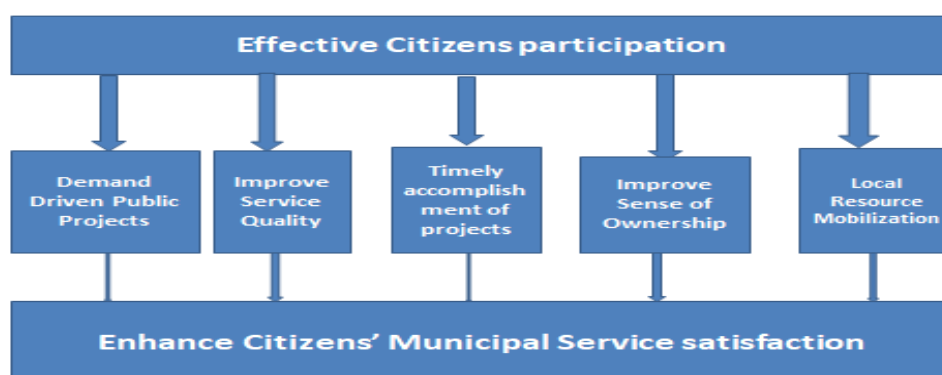 Effective Citizens participation
Demand
Driven Public
Projects
Improve
Service
Quality
Timely
accomplish
ment of
projects
Improve
Sense of
Ownership
Local
Resource
Mobilization
Enhance Citizens’ Municipal Service satisfaction